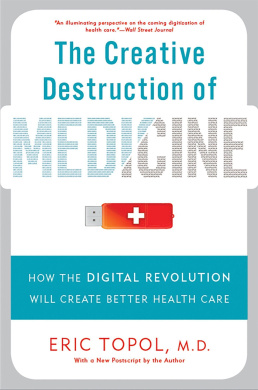 "An illuminating perspective on the coming digitization of
health care."—Wall Street Journal
The Creative
Destruction of
MEDICINE
HOW THE DIGITAL REVOLUTION
WILL CREATE BETTER HEALTH CARE
ERIC TOPOL, M.D.
With a New Postscript by the Author